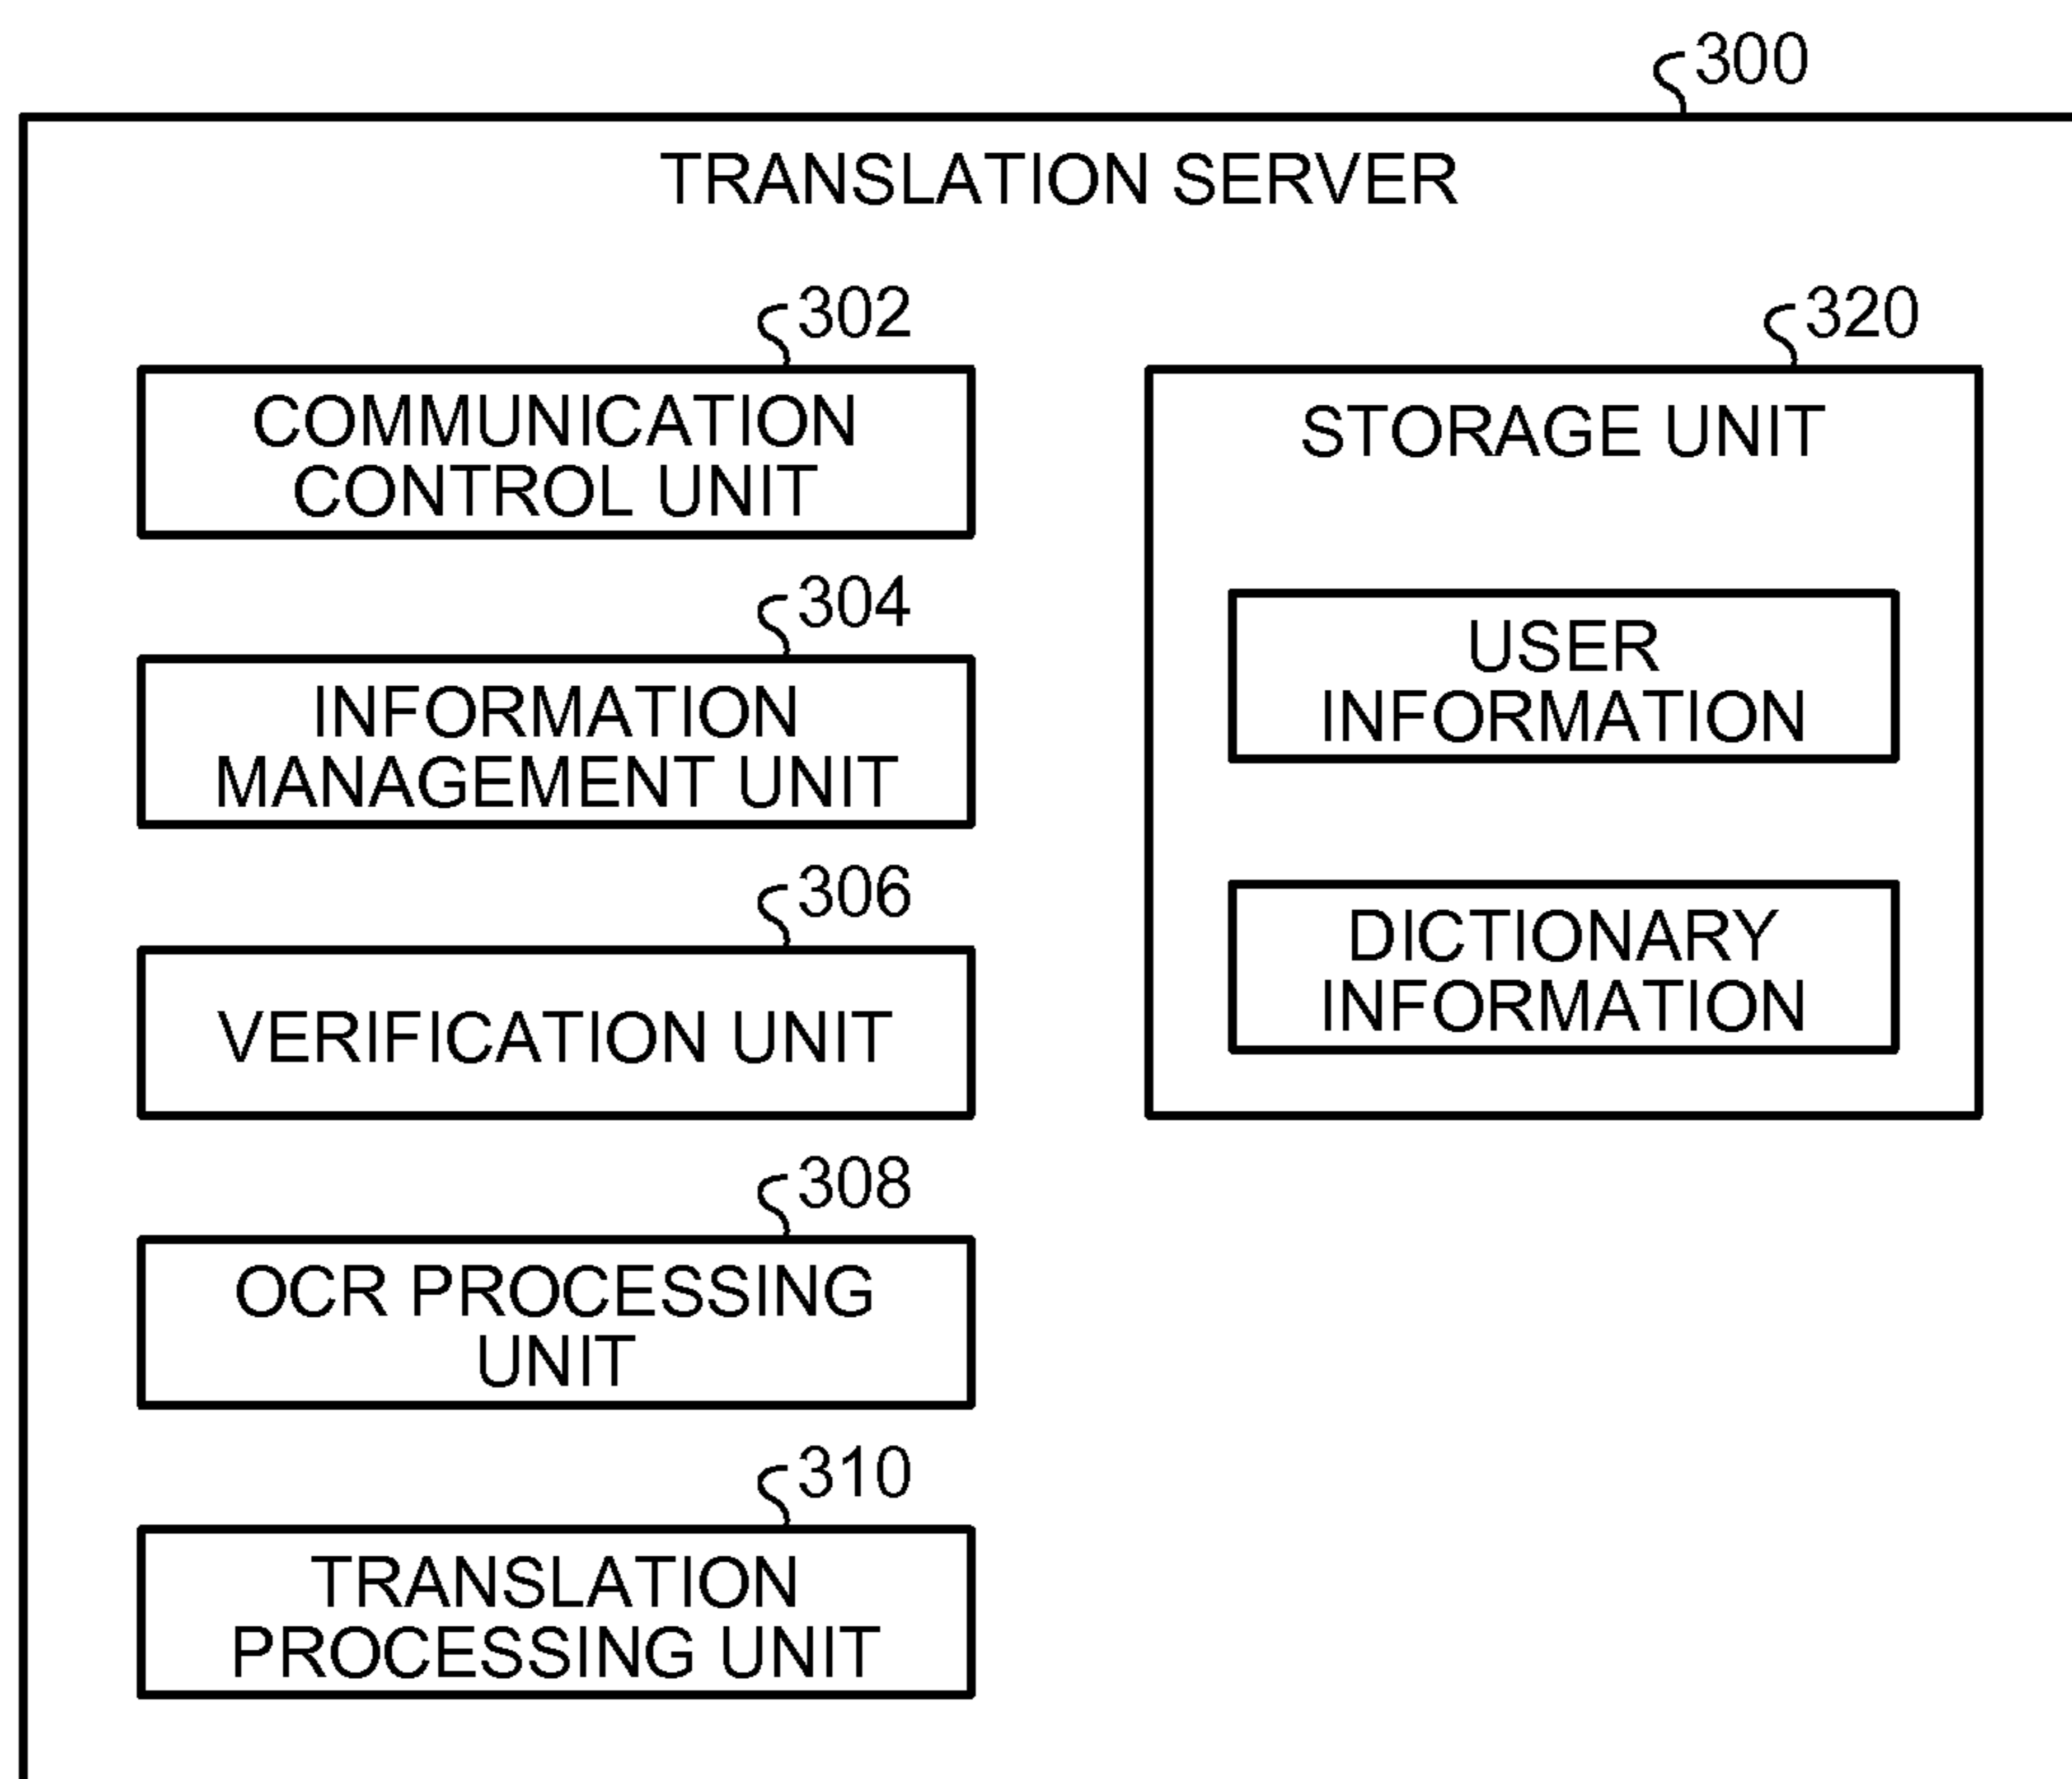 300
TRANSLATION SERVER
302
COMMUNICATION
CONTROL UNIT
304
INFORMATION
MANAGEMENT UNIT
306
VERIFICATION UNIT
308
OCR PROCESSING
UNIT
310
TRANSLATION
PROCESSING UNIT
320
STORAGE UNIT
USER
INFORMATION
DICTIONARY
INFORMATION